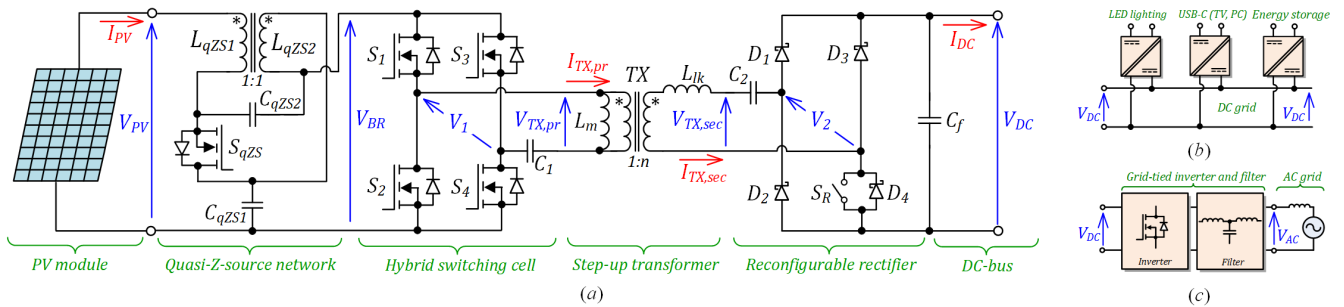 I_PV
V_PV
PV module
L_qZS1
*
*
L_qZS2
1:1
C_qZS2
S_qZS
C_qZS1
Quasi-Z-source network
V_BR
S_1
S_3
S_2
S_4
V_1
C_1
Hybrid switching cell
I_TX,pr
V_TX,pr
L_m
TX
*
*
1:n
L_lk
C_2
V_TX,sec
I_TX,sec
Step-up transformer
D_1
D_3
V_2
D_2
S_R
D_4
Reconfigurable rectifier
C_f
I_DC
V_DC
DC-bus
(a)
LED lighting
USB-C (TV, PC)
Energy storage
V_DC
DC grid
V_DC
(b)
Grid-tied inverter and filter
AC grid
V_DC
Inverter
Filter
V_AC
(c)